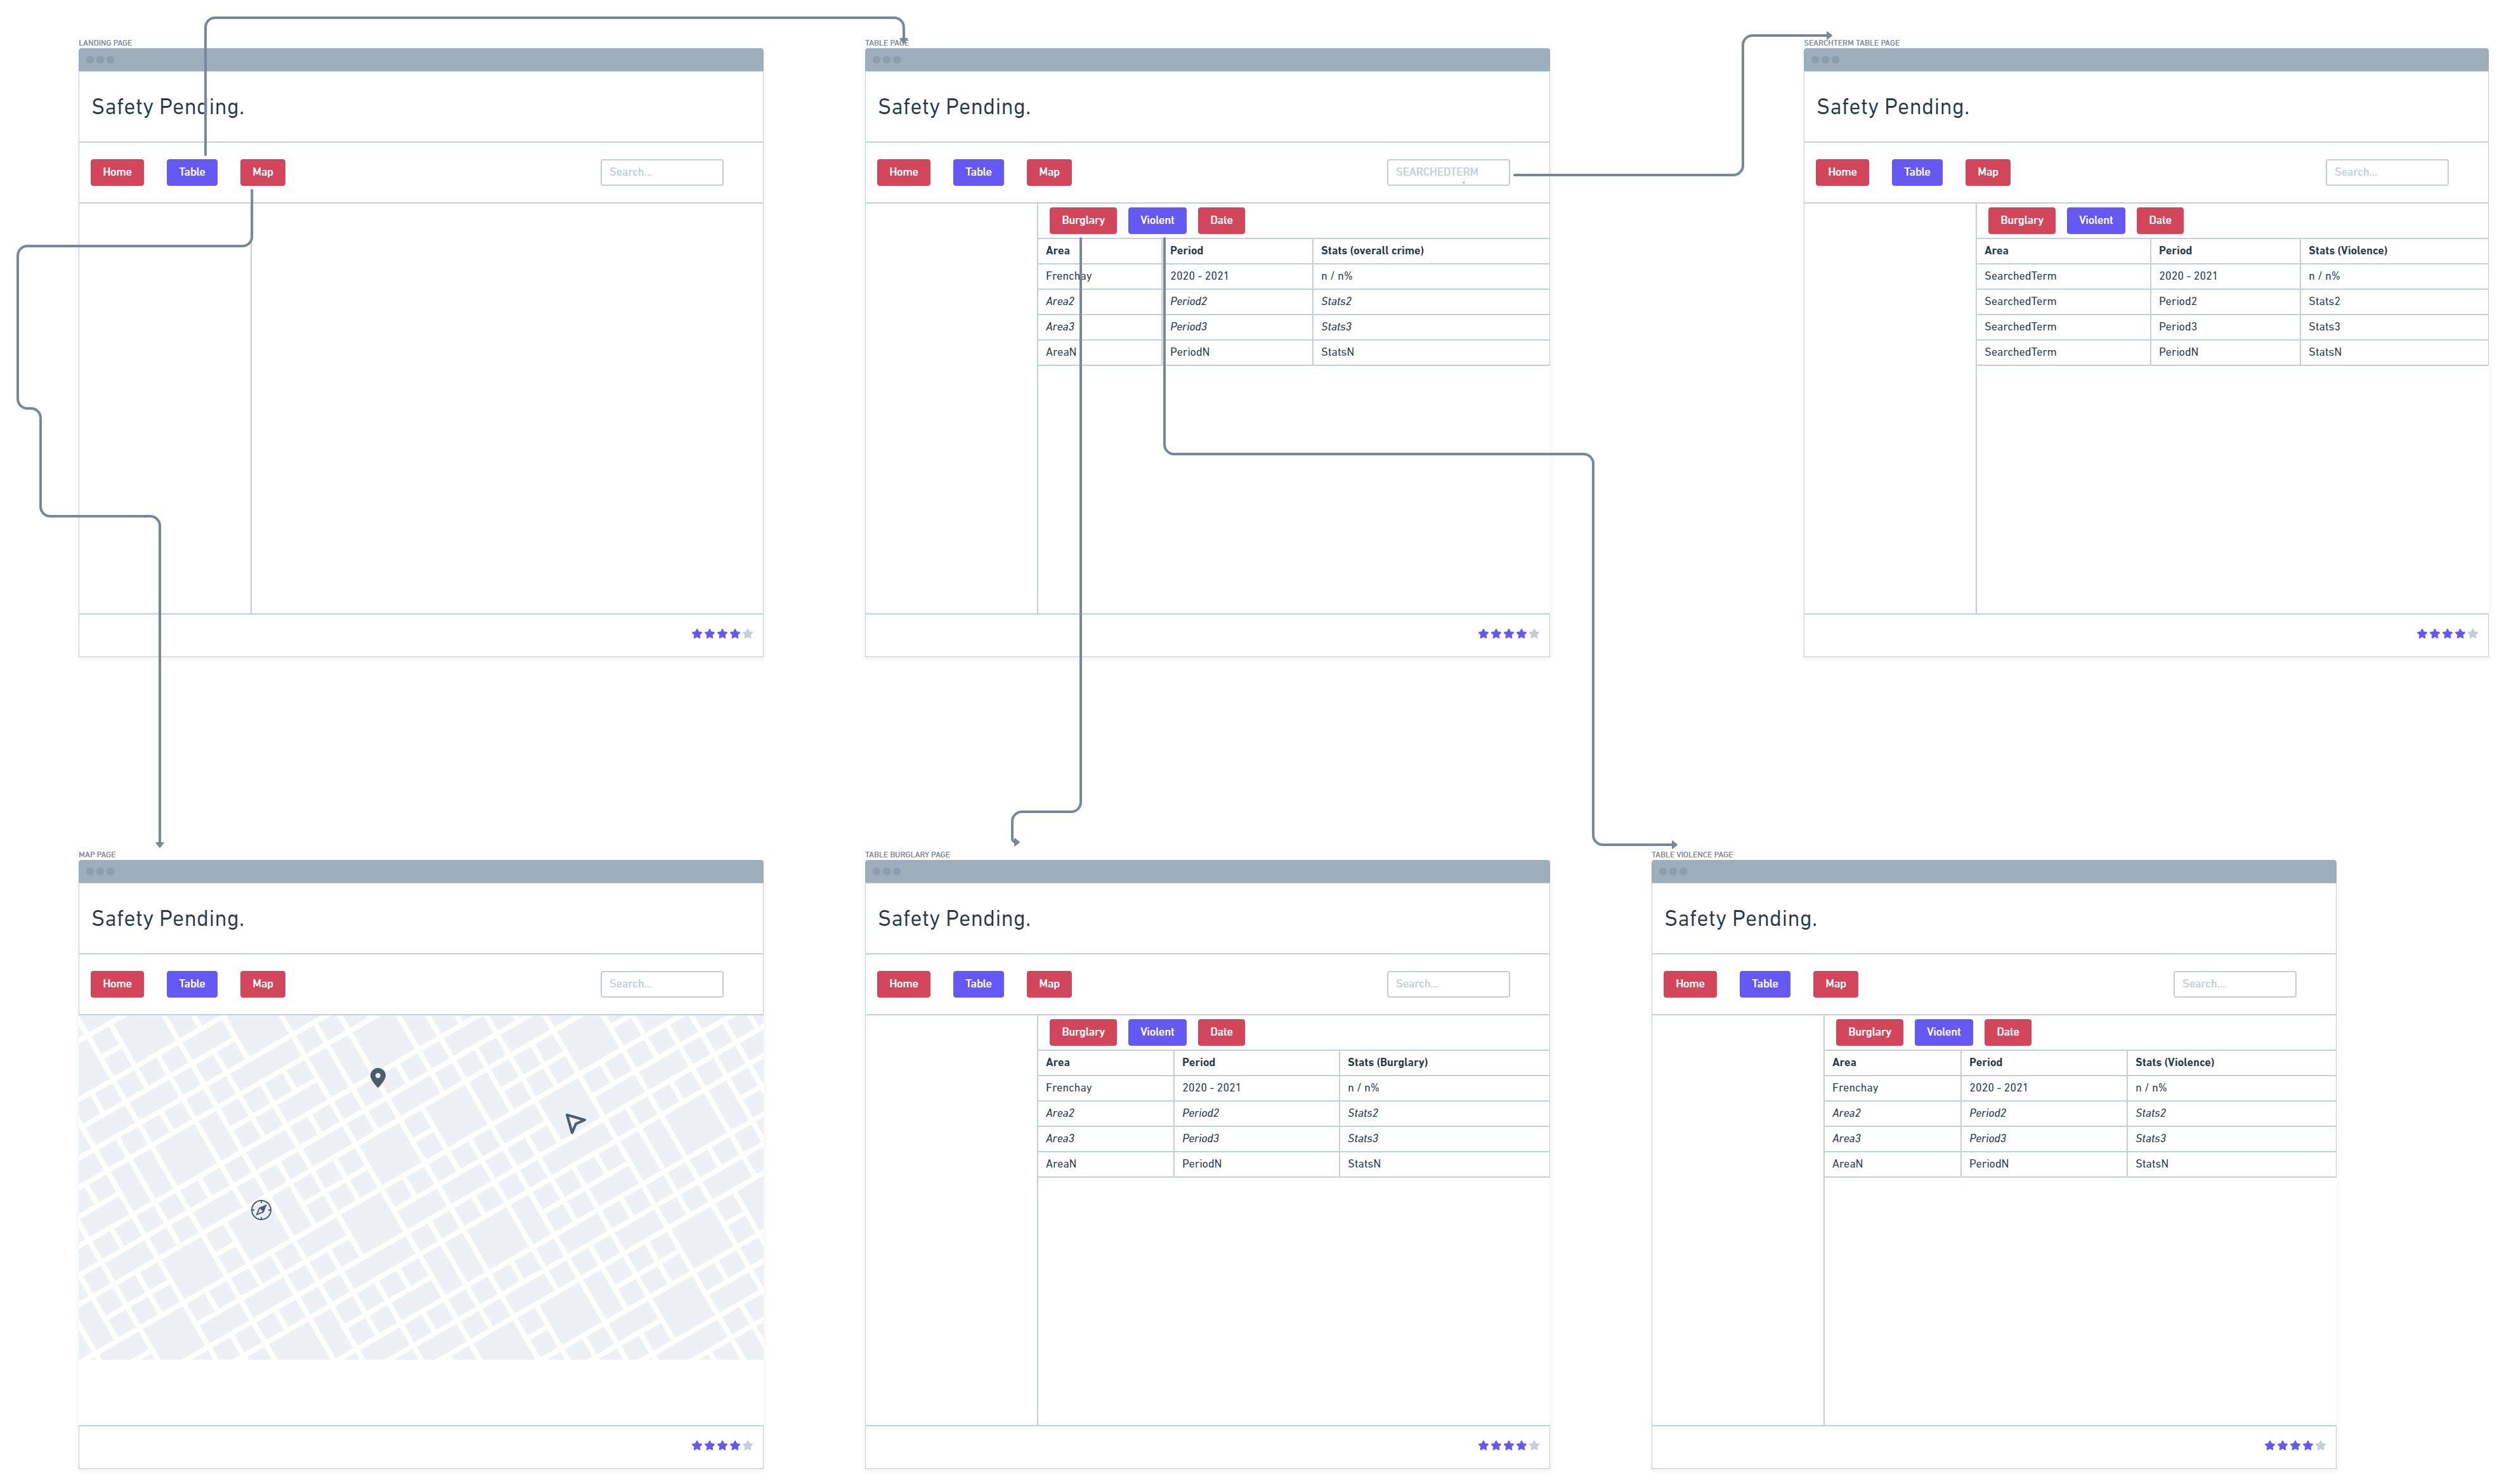 LANDING PAGE
Safety Pending.
Home Table Map Search...
TABLE PAGE
Safety Pending.
Home Table Map SEARCHEDTERM
Burglary Violent Date
Area Period Stats (overall crime)
Frenchay 2020 - 2021 n / n%
Area2 Period2 Stats2
Area3 Period3 Stats3
AreaN PeriodN StatsN
SEARCHTERM TABLE PAGE
Safety Pending.
Home Table Map Search...
Burglary Violent Date
Area Period Stats (Violence)
SearchedTerm 2020 - 2021 n / n%
SearchedTerm Period2 Stats2
SearchedTerm Period3 Stats3
SearchedTerm PeriodN StatsN
MAP PAGE
Safety Pending.
Home Table Map Search...
TABLE BURGLARY PAGE
Safety Pending.
Home Table Map Search...
Burglary Violent Date
Area Period Stats (Burglary)
Frenchay 2020 - 2021 n / n%
Area2 Period2 Stats2
Area3 Period3 Stats3
AreaN PeriodN StatsN
TABLE VIOLENCE PAGE
Safety Pending.
Home Table Map Search...
Burglary Violent Date
Area Period Stats (Violence)
Frenchay 2020 - 2021 n / n%
Area2 Period2 Stats2
Area3 Period3 Stats3
AreaN PeriodN StatsN